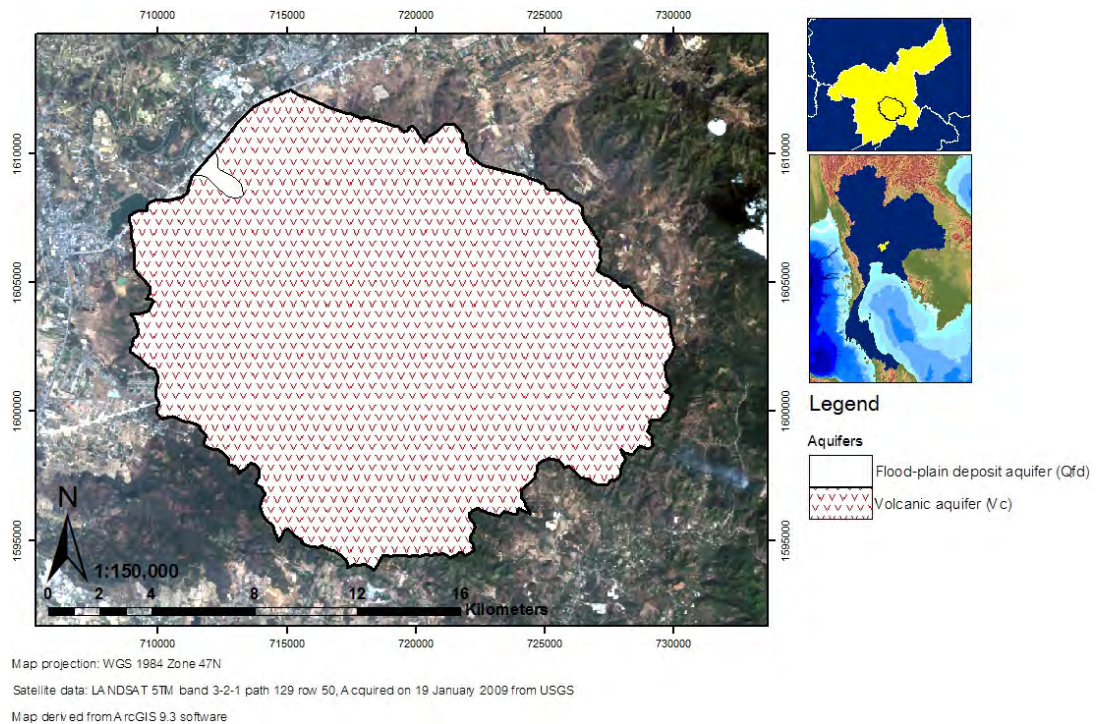 710000 715000 720000 725000 730000
1610000
1610000
1605000
1605000
1600000
1600000
1595000
1595000
N
1:150,000
0 2 4 8 12 16
Kilometers
710000 715000 720000 725000 730000
Legend
Aquifers
Flood-plain deposit aquifer (Qfd)
Volcanic aquifer (Vc)
Map projection: WGS 1984 Zone 47N
Satellite data: LANDSAT 5TM band 3-2-1 path 129 row 50, Acquired on 19 January 2009 from USGS
Map derived from ArcGIS 9.3 software